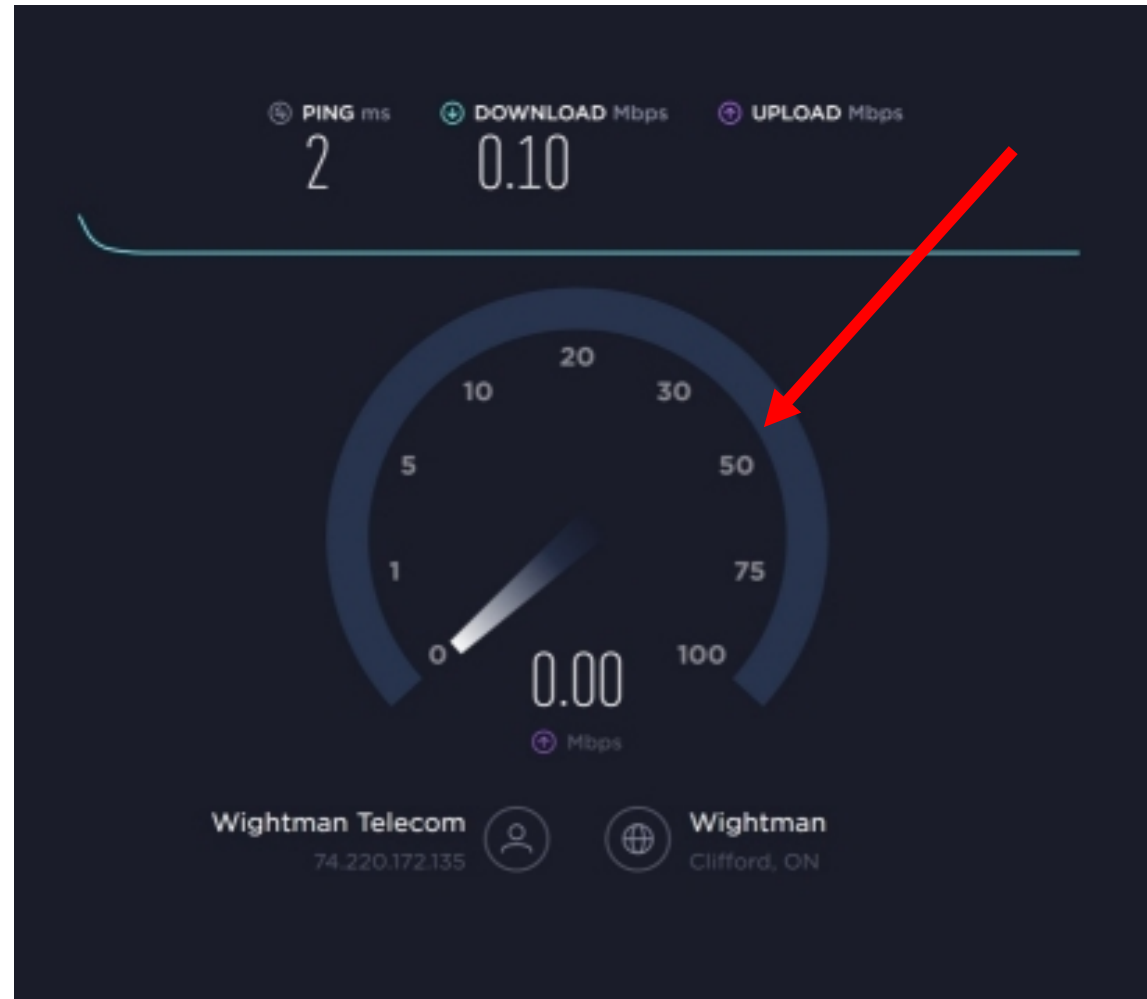 PING ms DOWNLOAD Mbps UPLOAD Mbps
2 0.10
20
10 30
5 50
1 75
0 100
0.00
Mbps
Wightman Telecom Wightman
74.220.172.135 Clifford, ON